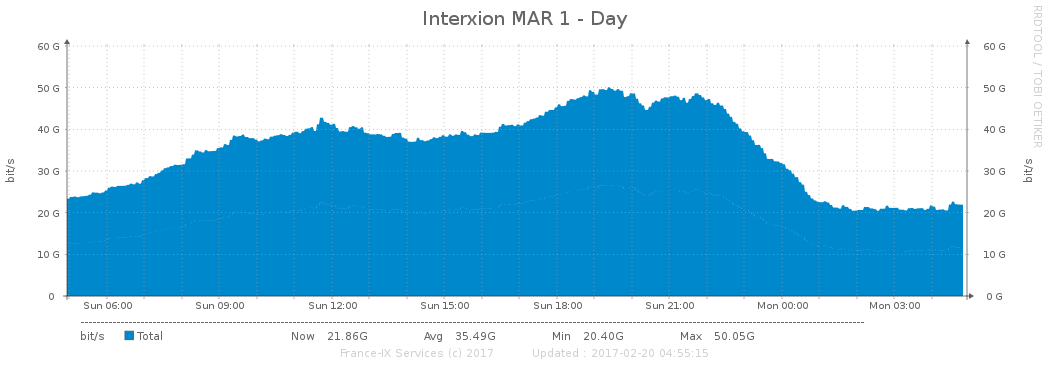 Interxion MAR 1 - Day
RRDTOOL / TOBI OETIKER
60 G 60 G
50 G 50 G
40 G 40 G
30 G 30 G
20 G 20 G
10 G 10 G
0 0 G
bit/s bit/s
Sun 06:00 Sun 09:00 Sun 12:00 Sun 15:00 Sun 18:00 Sun 21:00 Mon 00:00 Mon 03:00
bit/s Total Now 21.86G Avg 35.49G Min 20.40G Max 50.05G
France-IX Services (c) 2017 Updated : 2017-02-20 04:55:15